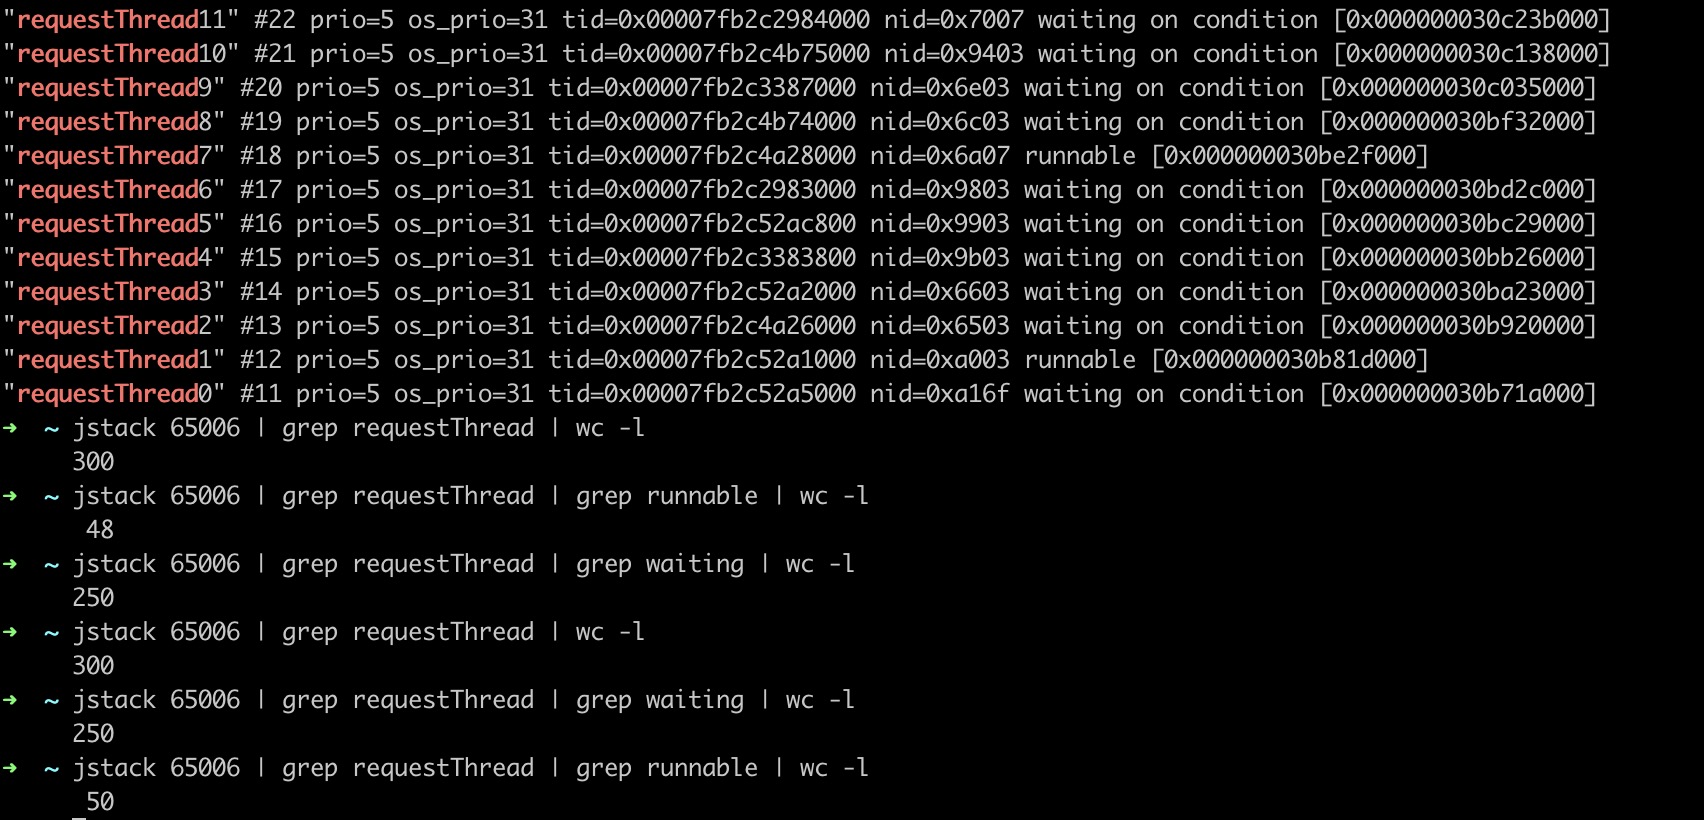 "requestThread11" #22 prio=5 os_prio=31 tid=0x00007fb2c2984000 nid=0x7007 waiting on condition [0x000000030c23b000]
"requestThread10" #21 prio=5 os_prio=31 tid=0x00007fb2c4b75000 nid=0x9403 waiting on condition [0x000000030c138000]
"requestThread9" #20 prio=5 os_prio=31 tid=0x00007fb2c3387000 nid=0x6e03 waiting on condition [0x000000030c035000]
"requestThread8" #19 prio=5 os_prio=31 tid=0x00007fb2c4b74000 nid=0x6c03 waiting on condition [0x000000030bf32000]
"requestThread7" #18 prio=5 os_prio=31 tid=0x00007fb2c4a28000 nid=0x6a07 runnable [0x000000030be2f000]
"requestThread6" #17 prio=5 os_prio=31 tid=0x00007fb2c2983000 nid=0x9803 waiting on condition [0x000000030bd2c000]
"requestThread5" #16 prio=5 os_prio=31 tid=0x00007fb2c52ac800 nid=0x9903 waiting on condition [0x000000030bc29000]
"requestThread4" #15 prio=5 os_prio=31 tid=0x00007fb2c3383800 nid=0x9b03 waiting on condition [0x000000030bb26000]
"requestThread3" #14 prio=5 os_prio=31 tid=0x00007fb2c52a2000 nid=0x6603 waiting on condition [0x000000030ba23000]
"requestThread2" #13 prio=5 os_prio=31 tid=0x00007fb2c4a26000 nid=0x6503 waiting on condition [0x000000030b920000]
"requestThread1" #12 prio=5 os_prio=31 tid=0x00007fb2c52a1000 nid=0xa003 runnable [0x000000030b81d000]
"requestThread0" #11 prio=5 os_prio=31 tid=0x00007fb2c52a5000 nid=0xa16f waiting on condition [0x000000030b71a000]
➜  ~ jstack 65006 | grep requestThread | wc -l
300
➜  ~ jstack 65006 | grep requestThread | grep runnable | wc -l
48
➜  ~ jstack 65006 | grep requestThread | grep waiting | wc -l
250
➜  ~ jstack 65006 | grep requestThread | wc -l
300
➜  ~ jstack 65006 | grep requestThread | grep waiting | wc -l
250
➜  ~ jstack 65006 | grep requestThread | grep runnable | wc -l
50